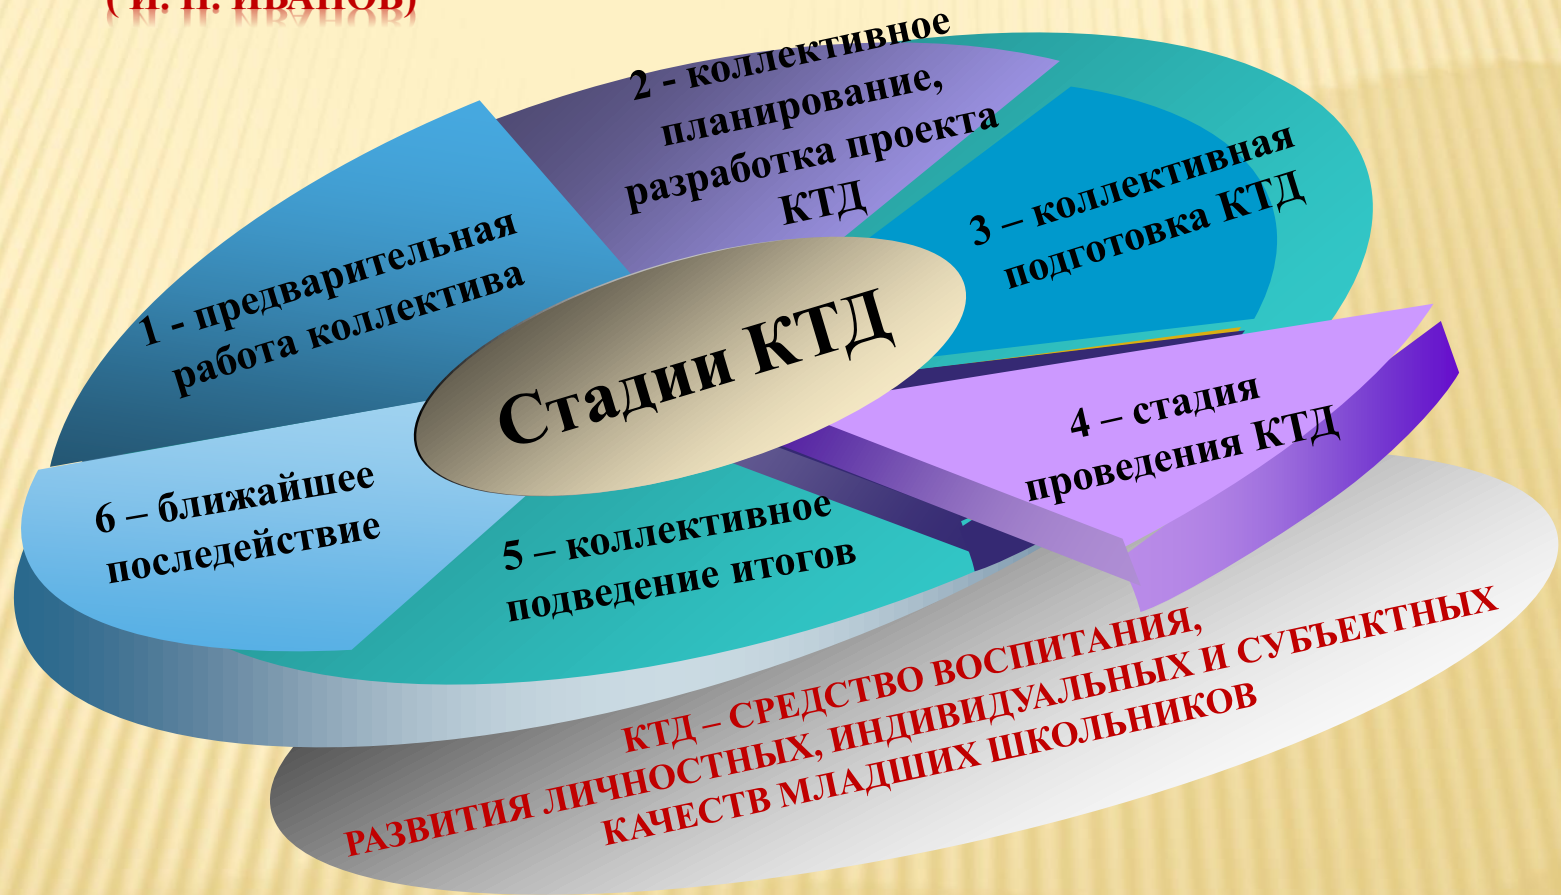 ( И. П. ИВАНОВ)
2 - коллективное
планирование,
разработка проекта
КТД
3 – коллективная
подготовка КТД
1 - предварительная
работа коллектива
Стадии КТД
4 – стадия
проведения КТД
6 – ближайшее
последействие
5 – коллективное
подведение итогов
КТД – СРЕДСТВО ВОСПИТАНИЯ,
РАЗВИТИЯ ЛИЧНОСТНЫХ, ИНДИВИДУАЛЬНЫХ И СУБЪЕКТНЫХ
КАЧЕСТВ МЛАДШИХ ШКОЛЬНИКОВ